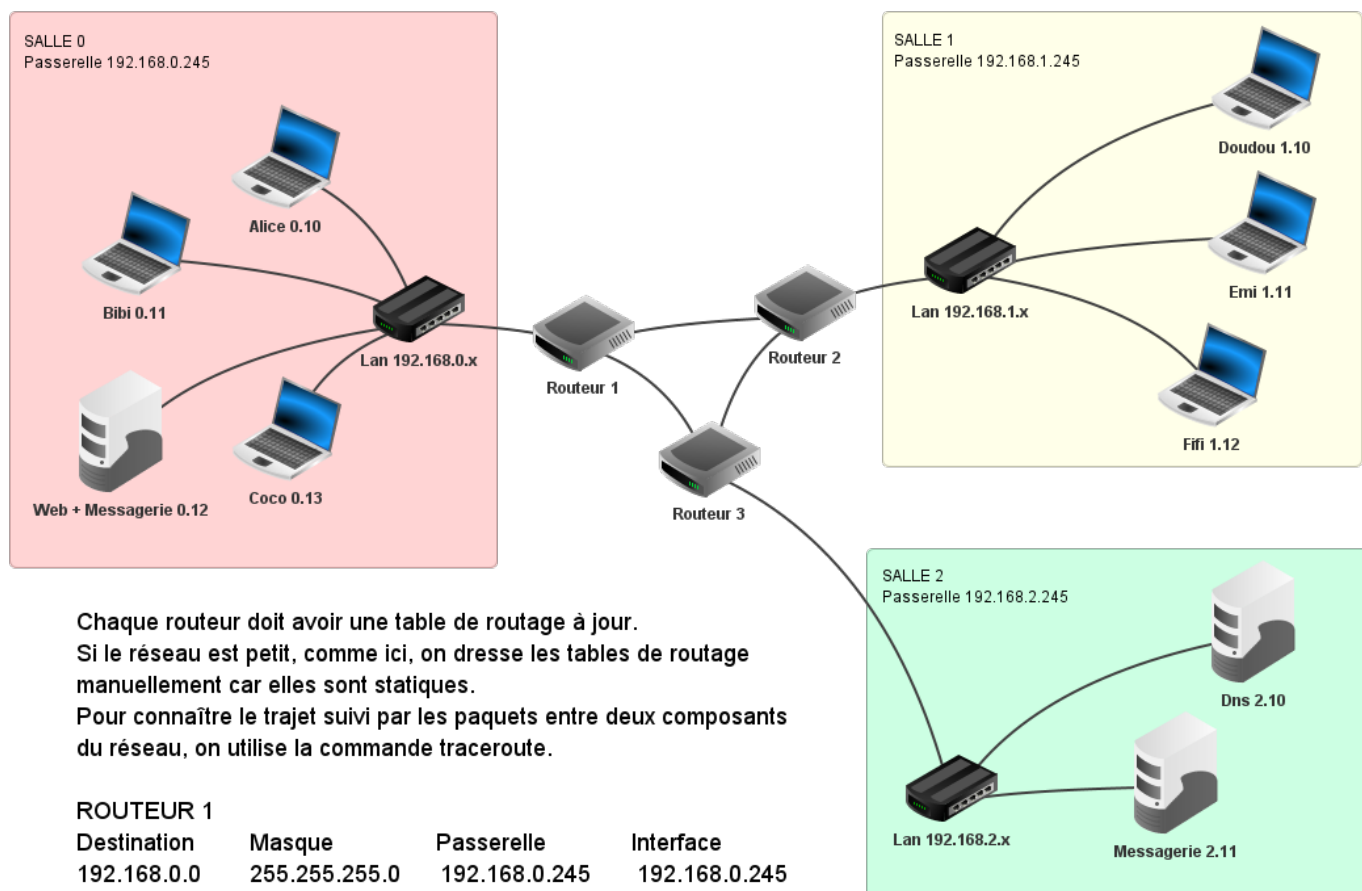 SALLE 0
Passerelle 192.168.0.245
Alice 0.10
Bibi 0.11
Lan 192.168.0.x
Web + Messagerie 0.12
Coco 0.13
Routeur 1
Routeur 2
Routeur 3
SALLE 1
Passerelle 192.168.1.245
Doudou 1.10
Emi 1.11
Lan 192.168.1.x
Fifi 1.12
SALLE 2
Passerelle 192.168.2.245
Dns 2.10
Lan 192.168.2.x
Messagerie 2.11
Chaque routeur doit avoir une table de routage à jour.
Si le réseau est petit, comme ici, on dresse les tables de routage
manuellement car elles sont statiques.
Pour connaître le trajet suivi par les paquets entre deux composants
du réseau, on utilise la commande traceroute.
ROUTEUR 1
Destination Masque Passerelle Interface
192.168.0.0 255.255.255.0 192.168.0.245 192.168.0.245